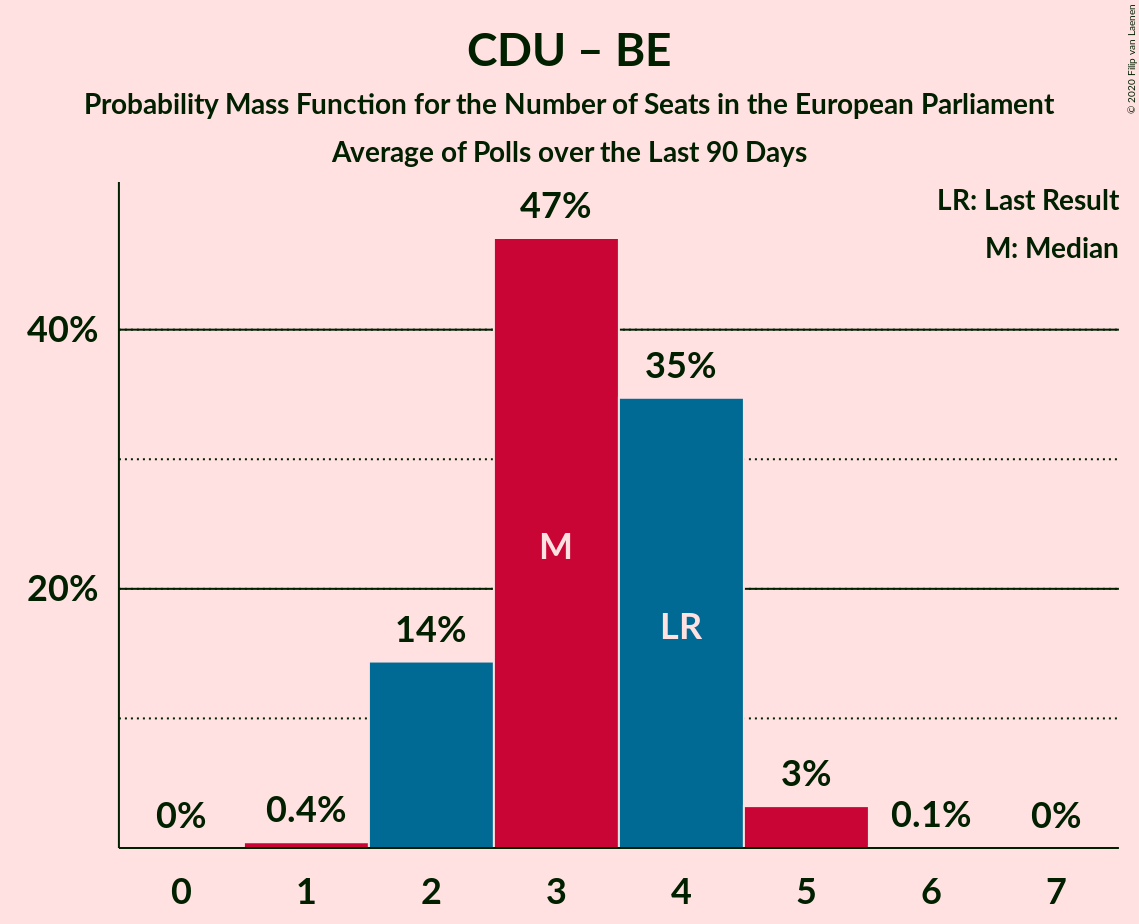 CDU – BE
Probability Mass Function for the Number of Seats in the European Parliament
Average of Polls over the Last 90 Days
© 2020 Filip van Laenen
LR: Last Result
M: Median
40%
20%
0%
0.4%
14%
47%
35%
3%
0.1%
0%
M
LR
0 1 2 3 4 5 6 7